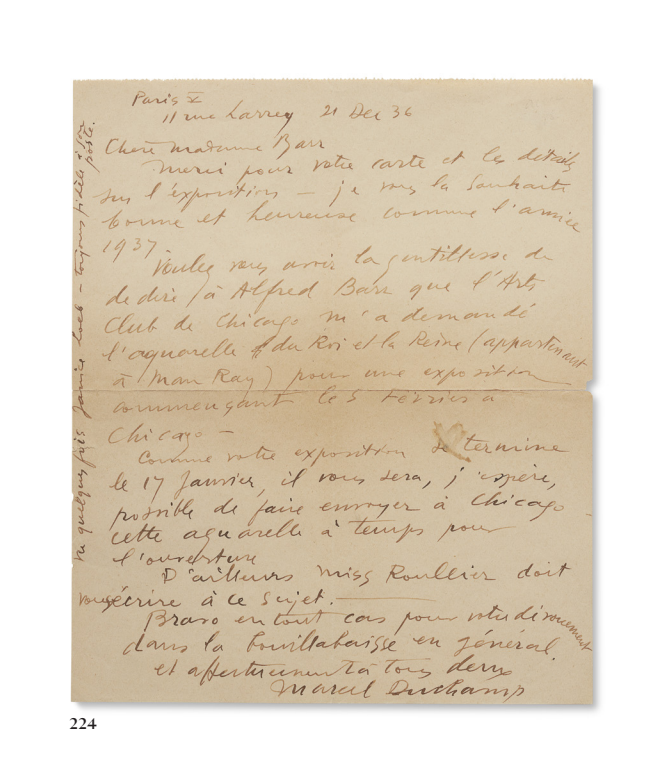 Paris V
11 rue Larrey 21 Dec 36
Chère Madame Barr
Merci pour votre carte et les détails
sur l'exposition — je vous la souhaite
bonne et heureuse comme l'année
1937.
Voulez vous avoir la gentillesse de
de dire à Alfred Barr que l'Arts
Club de Chicago m'a demandé
l'aquarelle du Roi et la Reine (appartenant
à Man Ray) pour une exposition
commençant le 5 Février à
Chicago —
Comme votre exposition se termine
le 17 Janvier, il vous sera, j'espère,
possible de faire envoyer à Chicago
cette aquarelle à temps pour
l'ouverture
D'ailleurs Miss Roullier doit
vous écrire à ce sujet.
Bravo en tout cas pour votre dévouement
dans la bouillabaisse en général.
et affectueusement à tous deux
Marcel Duchamp
Vu quelques fois Janice Loeb — toujours fidèle à son
poste.
224